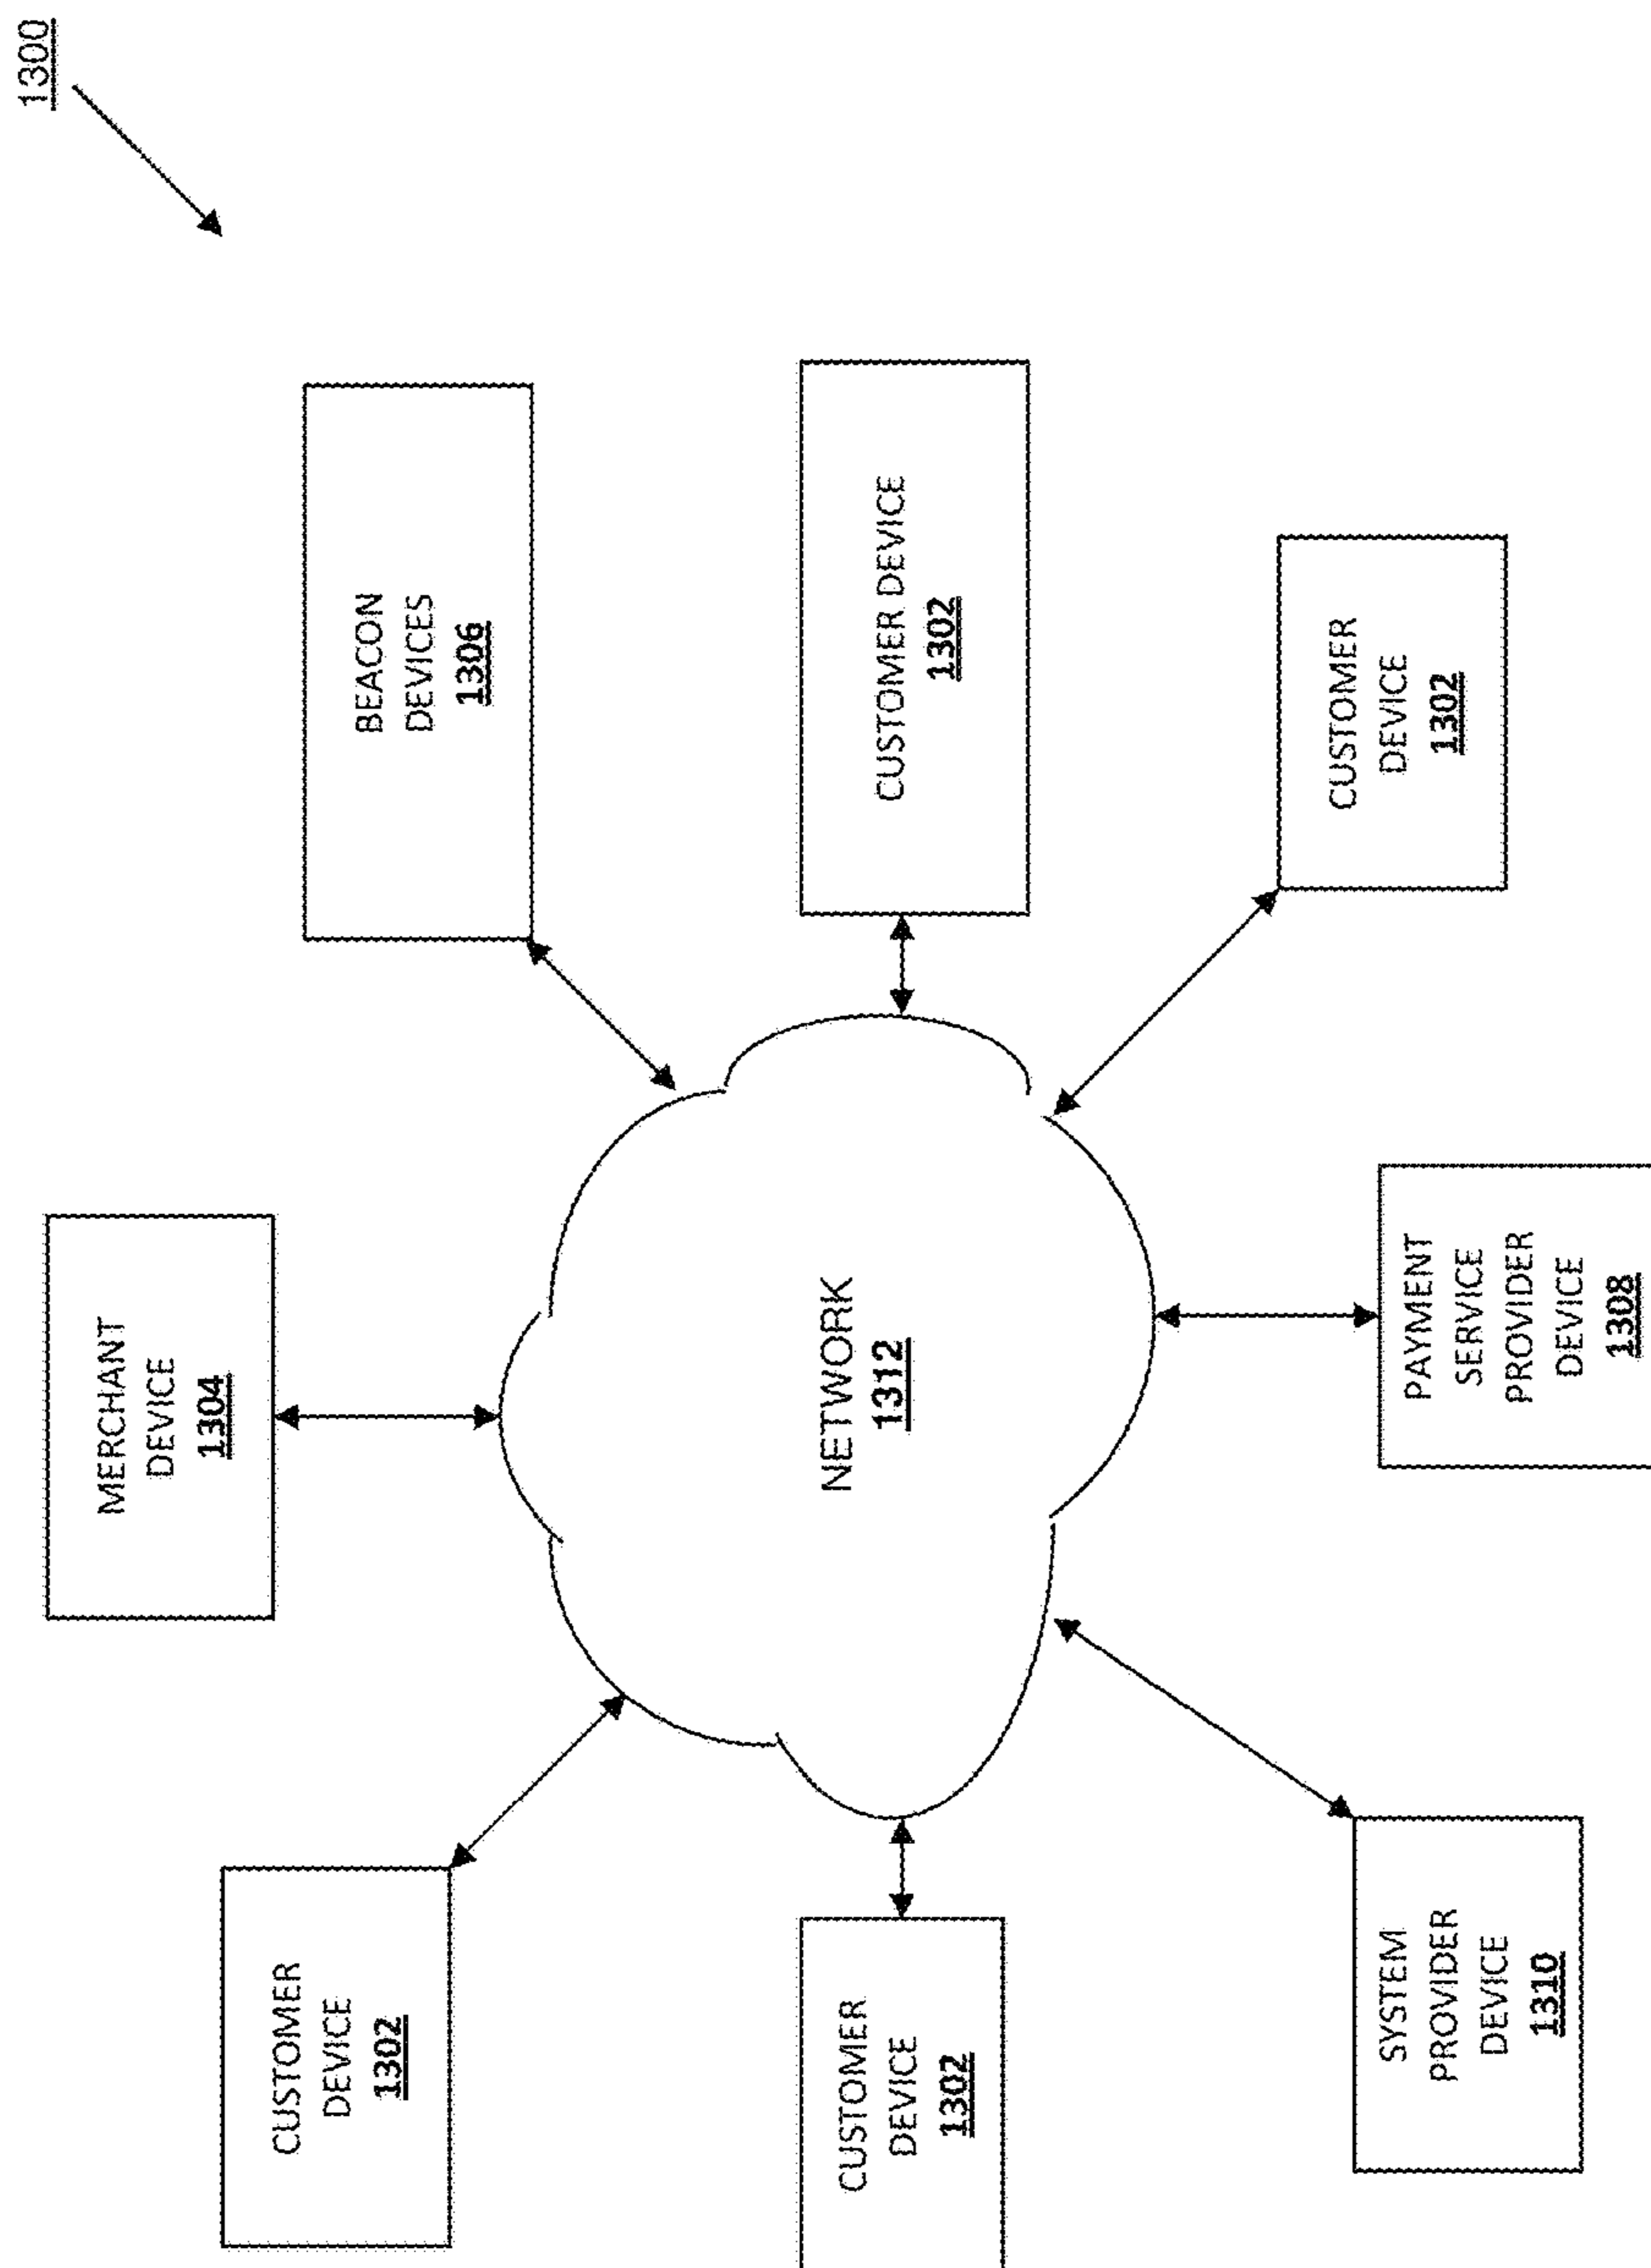 1300
CUSTOMER
DEVICE
1302
MERCHANT
DEVICE
1304
BEACON
DEVICES
1306
CUSTOMER
DEVICE
1302
NETWORK
1312
CUSTOMER DEVICE
1302
SYSTEM
PROVIDER
DEVICE
1310
PAYMENT
SERVICE
PROVIDER
DEVICE
1308
CUSTOMER
DEVICE
1302